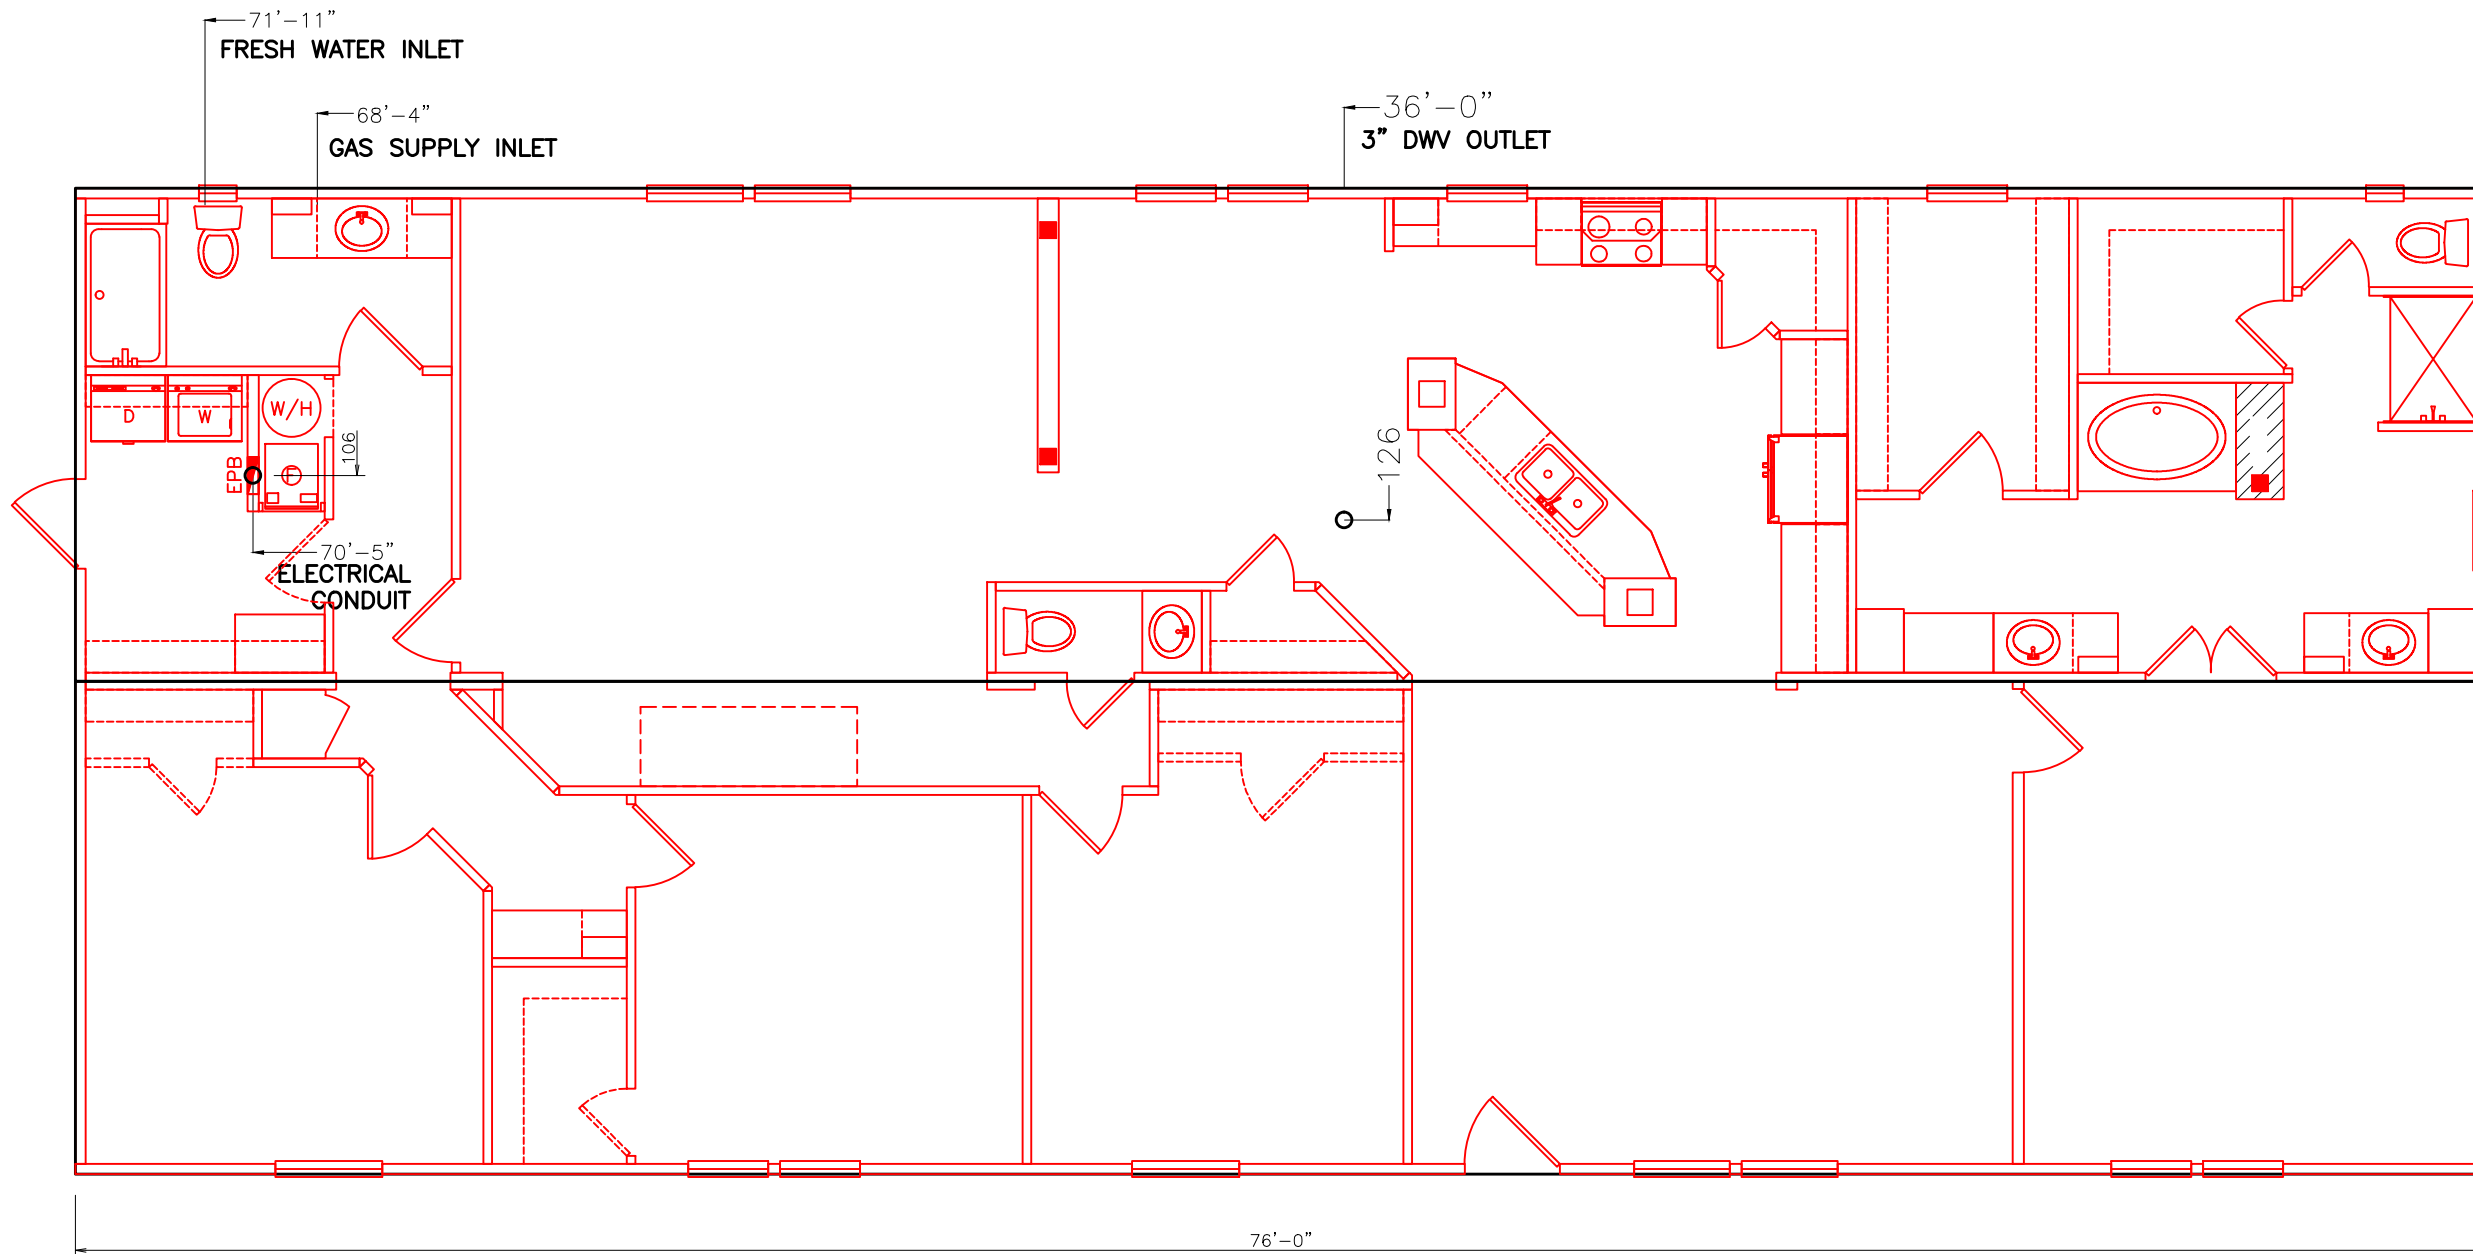 71'-11"
FRESH WATER INLET
68'-4"
GAS SUPPLY INLET
36'-0"
3" DWV OUTLET
D
W
W/H
106
EPB
F
126
70'-5"
ELECTRICAL
CONDUIT
76'-0"